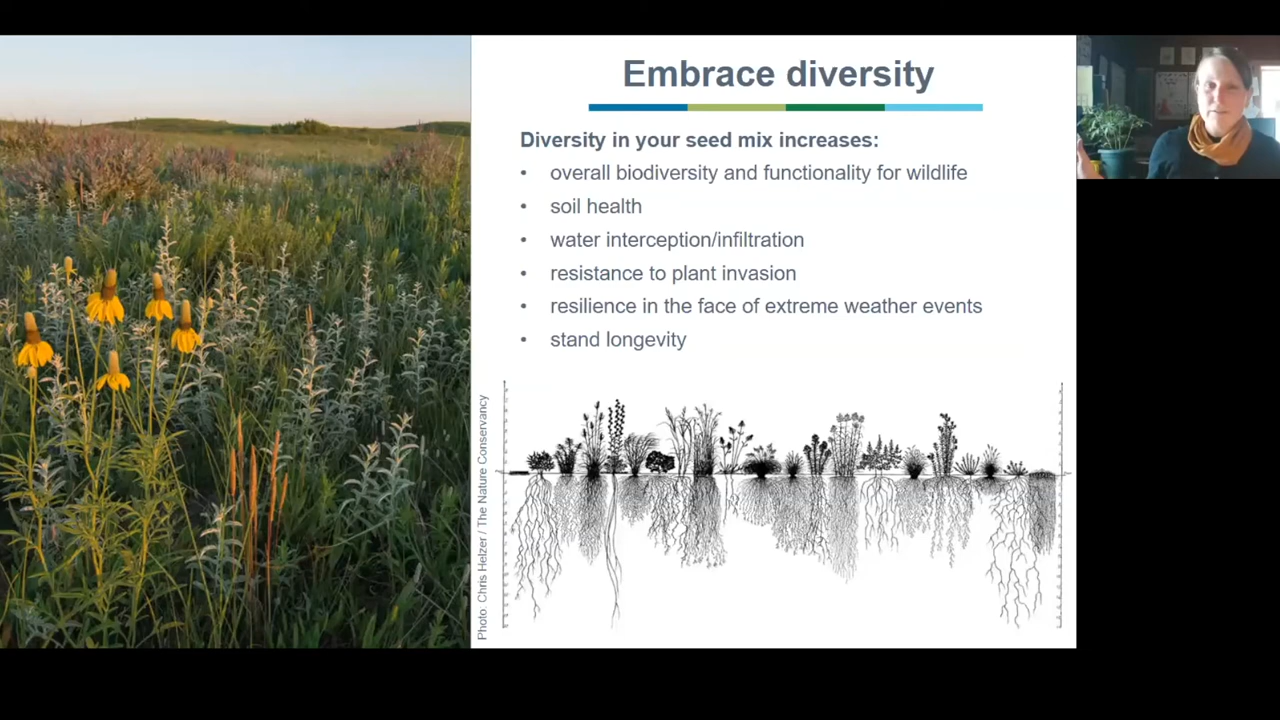 Embrace diversity
Diversity in your seed mix increases:
• overall biodiversity and functionality for wildlife
• soil health
• water interception/infiltration
• resistance to plant invasion
• resilience in the face of extreme weather events
• stand longevity
Photo: Chris Helzer / The Nature Conservancy